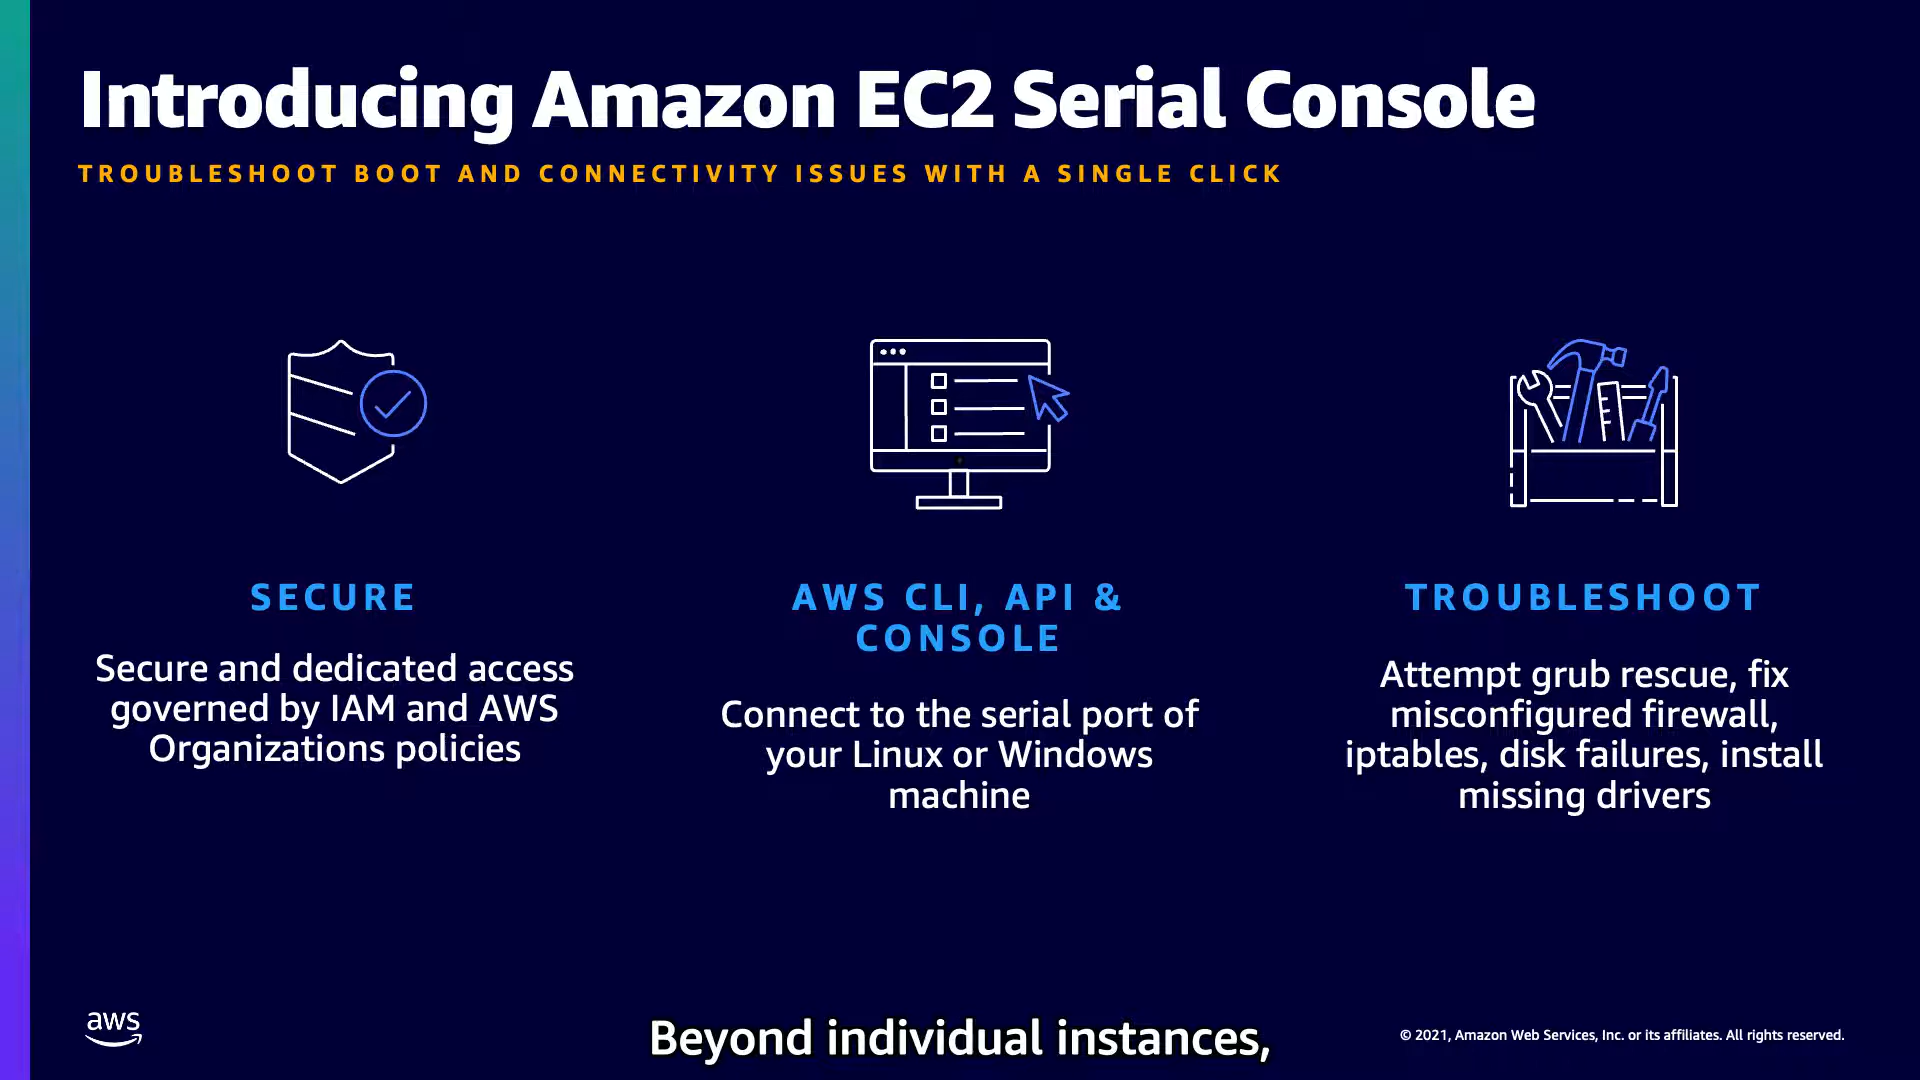 Introducing Amazon EC2 Serial Console
TROUBLESHOOT BOOT AND CONNECTIVITY ISSUES WITH A SINGLE CLICK
SECURE
Secure and dedicated access
governed by IAM and AWS
Organizations policies
AWS CLI, API &
CONSOLE
Connect to the serial port of
your Linux or Windows
machine
TROUBLESHOOT
Attempt grub rescue, fix
misconfigured firewall,
iptables, disk failures, install
missing drivers
aws
Beyond individual instances,
© 2021, Amazon Web Services, Inc. or its affiliates. All rights reserved.